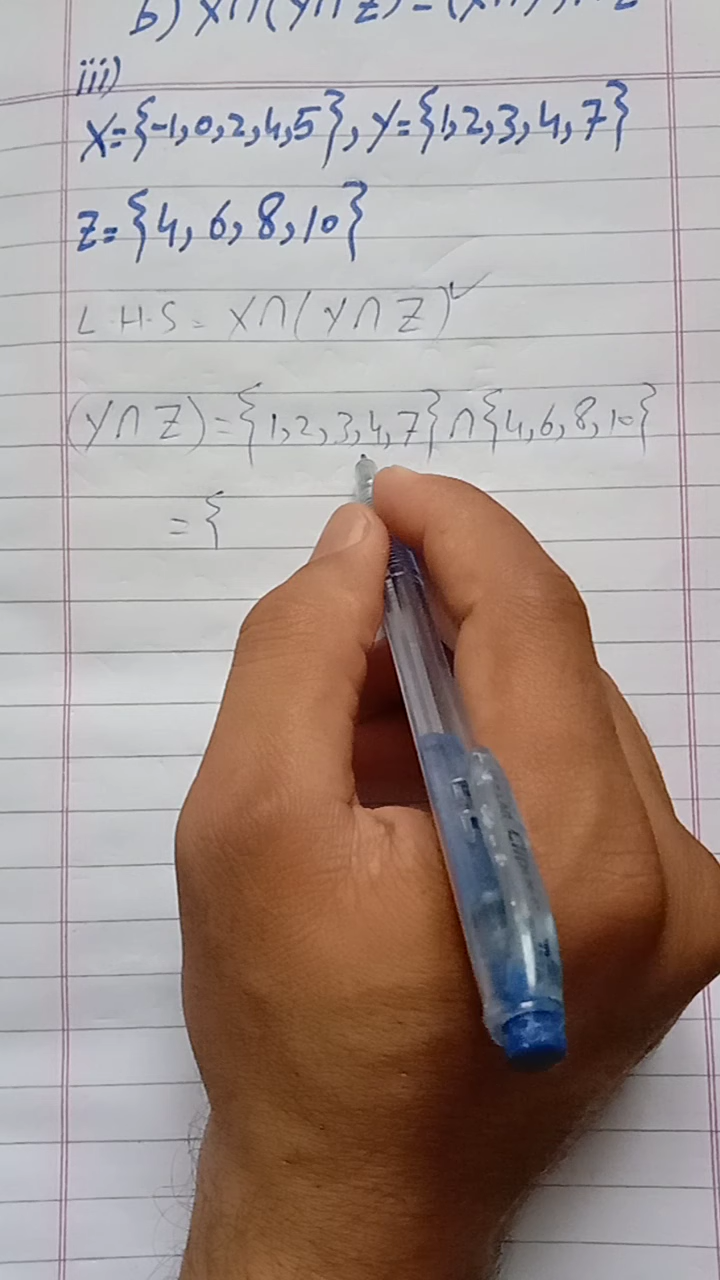 b) X∩(Y∩Z)=(X∩Y)∩Z
iii)
X={-1,0,2,4,5}, Y={1,2,3,4,7}
Z={4,6,8,10}
L.H.S = X∩(Y∩Z)✓
(Y∩Z)={1,2,3,4,7}∩{4,6,8,10}
={